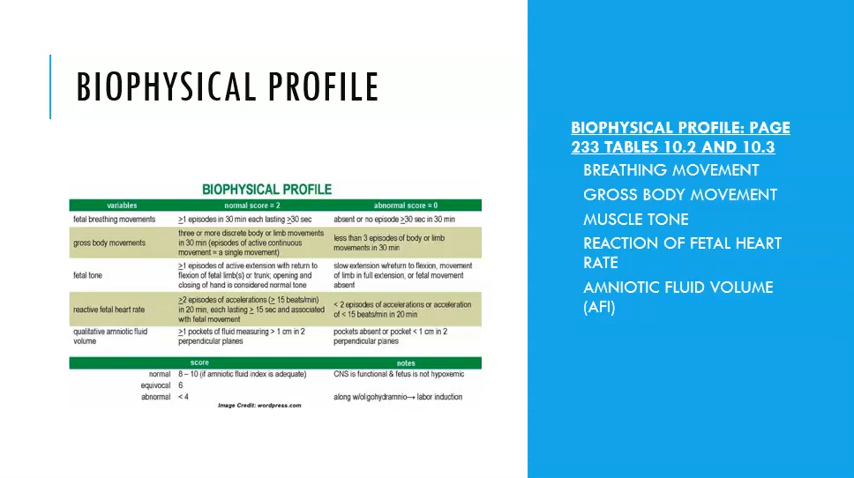 BIOPHYSICAL PROFILE
BIOPHYSICAL PROFILE
variables normal score = 2 abnormal score = 0
fetal breathing movements >1 episodes in 30 min each lasting >30 sec absent or no episode >30 sec in 30 min
gross body movements three or more discrete body or limb movements
in 30 min (episodes of active continuous
movement = a single movement) less than 3 episodes of body or limb
movements in 30 min
fetal tone >1 episodes of active extension with return to
flexion of fetal limb(s) or trunk; opening and
closing of hand is considered normal tone slow extension w/return to flexion, movement
of limb in full extension, or fetal movement
absent
reactive fetal heart rate >2 episodes of accelerations (> 15 beats/min)
in 20 min, each lasting > 15 sec and associated
with fetal movement < 2 episodes of accelerations or acceleration
of < 15 beats/min in 20 min
qualitative amniotic fluid
volume >1 pockets of fluid measuring > 1 cm in 2
perpendicular planes pockets absent or pocket < 1 cm in 2
perpendicular planes
score notes
normal 8 – 10 (if amniotic fluid index is adequate) CNS is functional & fetus is not hypoxemic
equivocal 6
abnormal < 4 along w/oligohydramnio→ labor induction
Image Credit: wordpress.com
BIOPHYSICAL PROFILE: PAGE
233 TABLES 10.2 AND 10.3
BREATHING MOVEMENT
GROSS BODY MOVEMENT
MUSCLE TONE
REACTION OF FETAL HEART
RATE
AMNIOTIC FLUID VOLUME
(AFI)